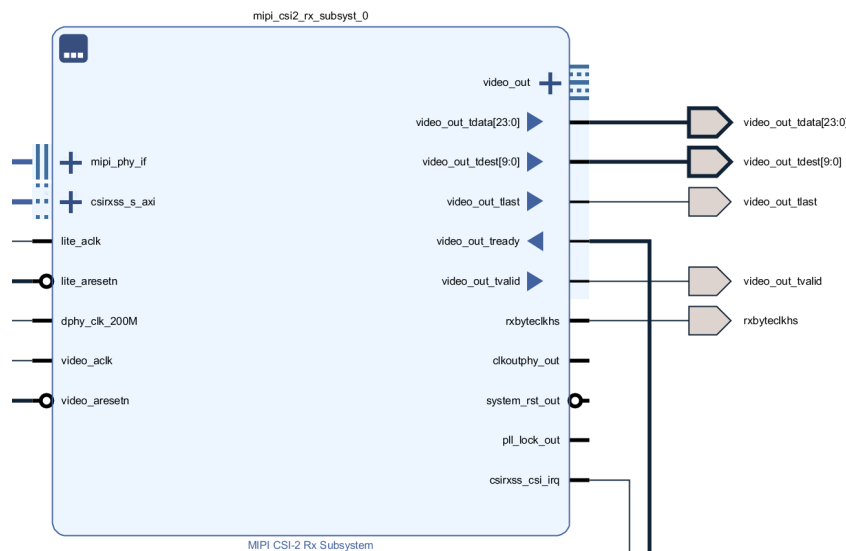 mipi_csi2_rx_subsyst_0
video_out
video_out_tdata[23:0]
video_out_tdata[23:0]
mipi_phy_if
video_out_tdest[9:0]
video_out_tdest[9:0]
csirxss_s_axi
video_out_tlast
video_out_tlast
lite_aclk
video_out_tready
lite_aresetn
video_out_tvalid
video_out_tvalid
dphy_clk_200M
rxbyteclkhs
rxbyteclkhs
video_aclk
clkoutphy_out
video_aresetn
system_rst_out
pll_lock_out
csirxss_csi_irq
MIPI CSI-2 Rx Subsystem